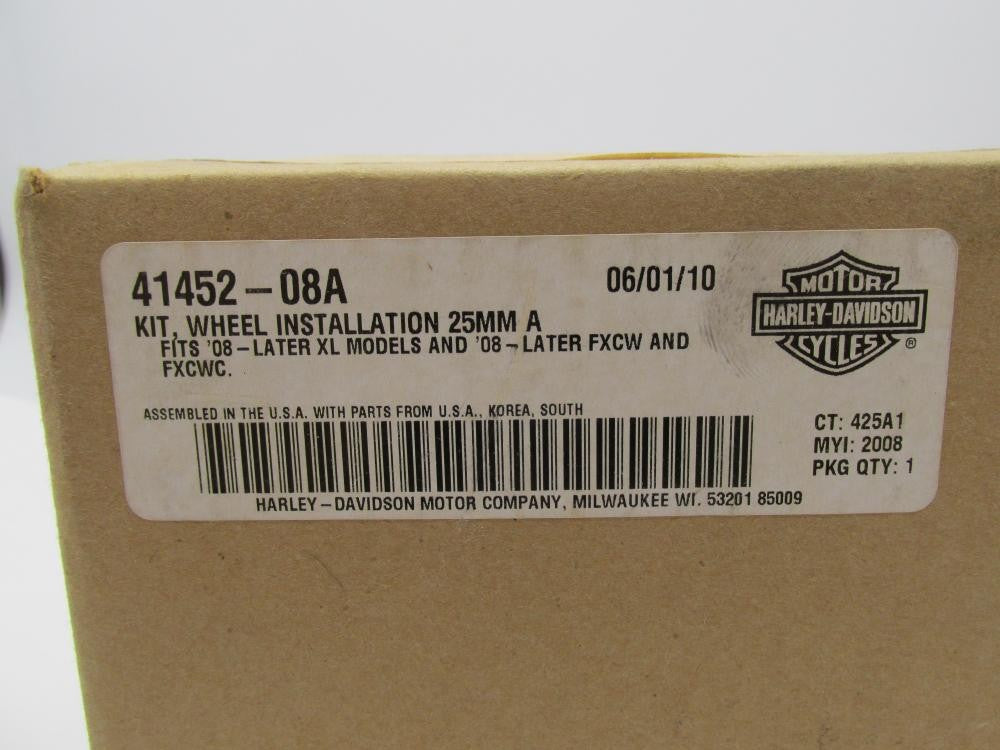 41452-08A
06/01/10
KIT, WHEEL INSTALLATION 25MM A
FITS '08-LATER XL MODELS AND '08-LATER FXCW AND
FXCWC.
MOTOR
HARLEY-DAVIDSON
CYCLES®
ASSEMBLED IN THE U.S.A. WITH PARTS FROM U.S.A., KOREA, SOUTH
CT: 425A1
MYI: 2008
PKG QTY: 1
HARLEY-DAVIDSON MOTOR COMPANY, MILWAUKEE WI. 53201 85009